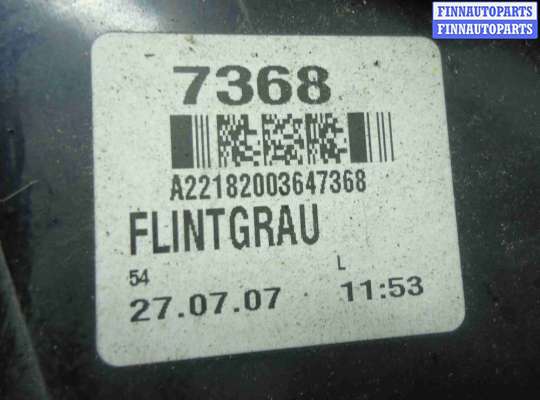 FINNAUTOPARTS
FINNAUTOPARTS
7368
A22182003647368
FLINTGRAU
54 L
27.07.07 11:53